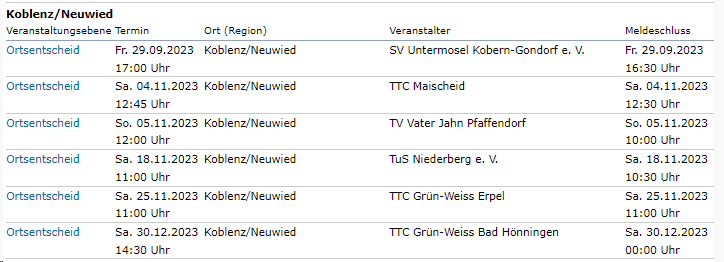 Koblenz/Neuwied
Veranstaltungsebene Termin Ort (Region) Veranstalter Meldeschluss
Ortsentscheid Fr. 29.09.2023 Koblenz/Neuwied SV Untermosel Kobern-Gondorf e. V. Fr. 29.09.2023
17:00 Uhr 16:30 Uhr
Ortsentscheid Sa. 04.11.2023 Koblenz/Neuwied TTC Maischeid Sa. 04.11.2023
12:45 Uhr 12:30 Uhr
Ortsentscheid So. 05.11.2023 Koblenz/Neuwied TV Vater Jahn Pfaffendorf So. 05.11.2023
12:00 Uhr 10:00 Uhr
Ortsentscheid Sa. 18.11.2023 Koblenz/Neuwied TuS Niederberg e. V. Sa. 18.11.2023
11:00 Uhr 10:30 Uhr
Ortsentscheid Sa. 25.11.2023 Koblenz/Neuwied TTC Grün-Weiss Erpel Sa. 25.11.2023
11:00 Uhr 11:00 Uhr
Ortsentscheid Sa. 30.12.2023 Koblenz/Neuwied TTC Grün-Weiss Bad Hönningen Sa. 30.12.2023
14:30 Uhr 00:00 Uhr